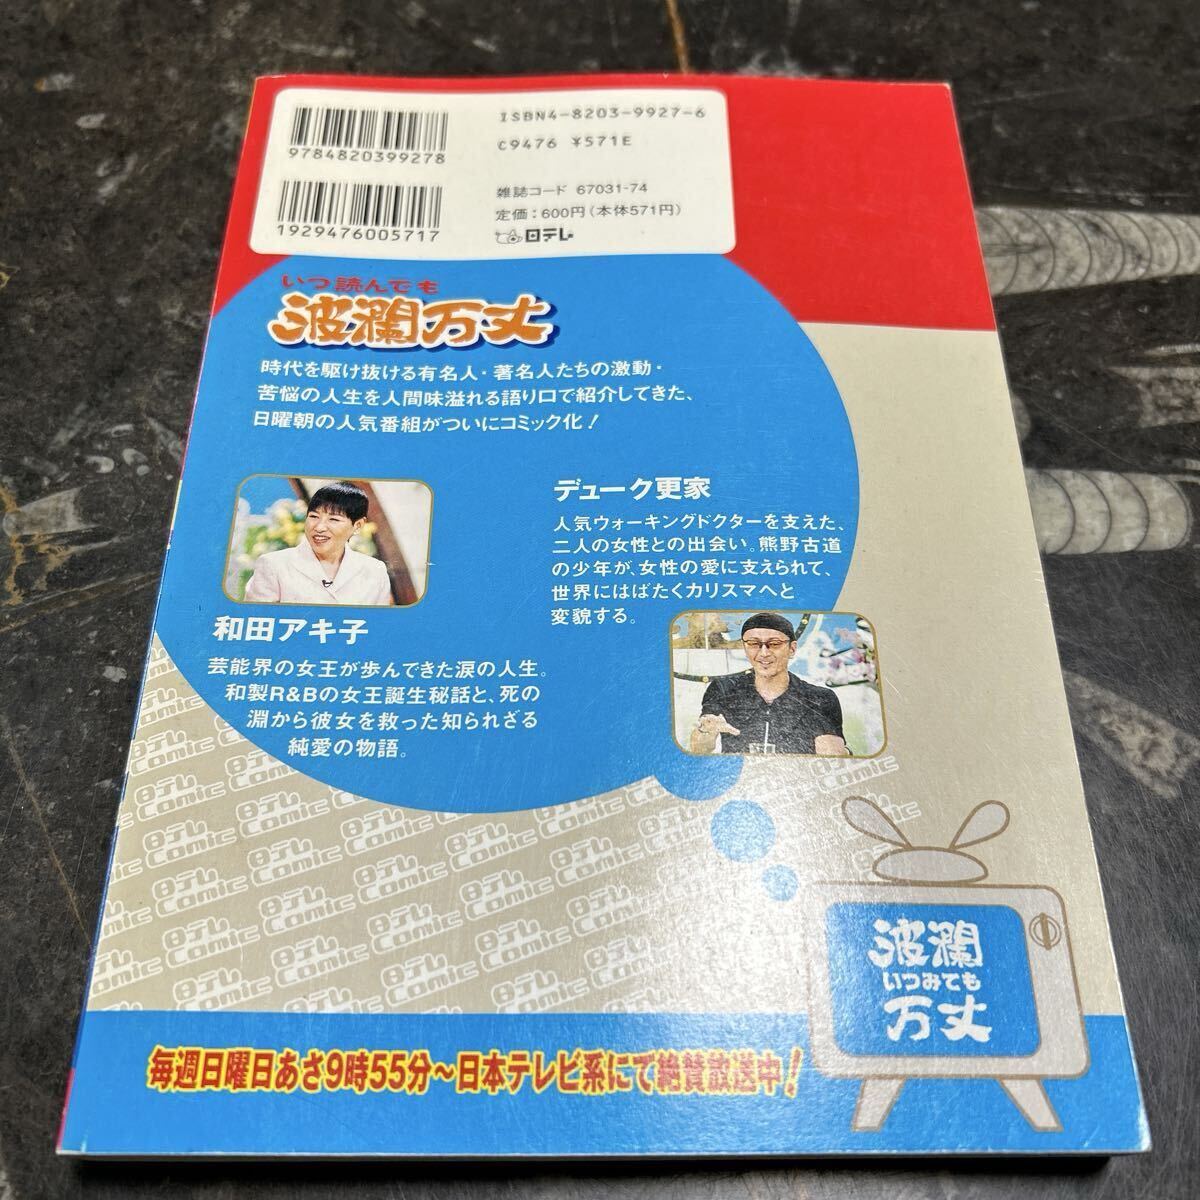 ISBN4-8203-9927-6
9784820399278
C9476 ¥571E
雑誌コード 67031-74
1929476005717
定価：600円（本体571円）
日テレ
いつ読んでも
波瀾万丈
時代を駆け抜ける有名人・著名人たちの激動・
苦悩の人生を人間味溢れる語り口で紹介してきた、
日曜朝の人気番組がついにコミック化！
デューク更家
人気ウォーキングドクターを支えた、
二人の女性との出会い。熊野古道
の少年が、女性の愛に支えられて、
世界にはばたくカリスマへと
変貌する。
和田アキ子
芸能界の女王が歩んできた涙の人生。
和製R&Bの女王誕生秘話と、死の
淵から彼女を救った知られざる
純愛の物語。
日テレ
Comic
波瀾
いつみても
万丈
毎週日曜日あさ9時55分～日本テレビ系にて絶賛放送中！